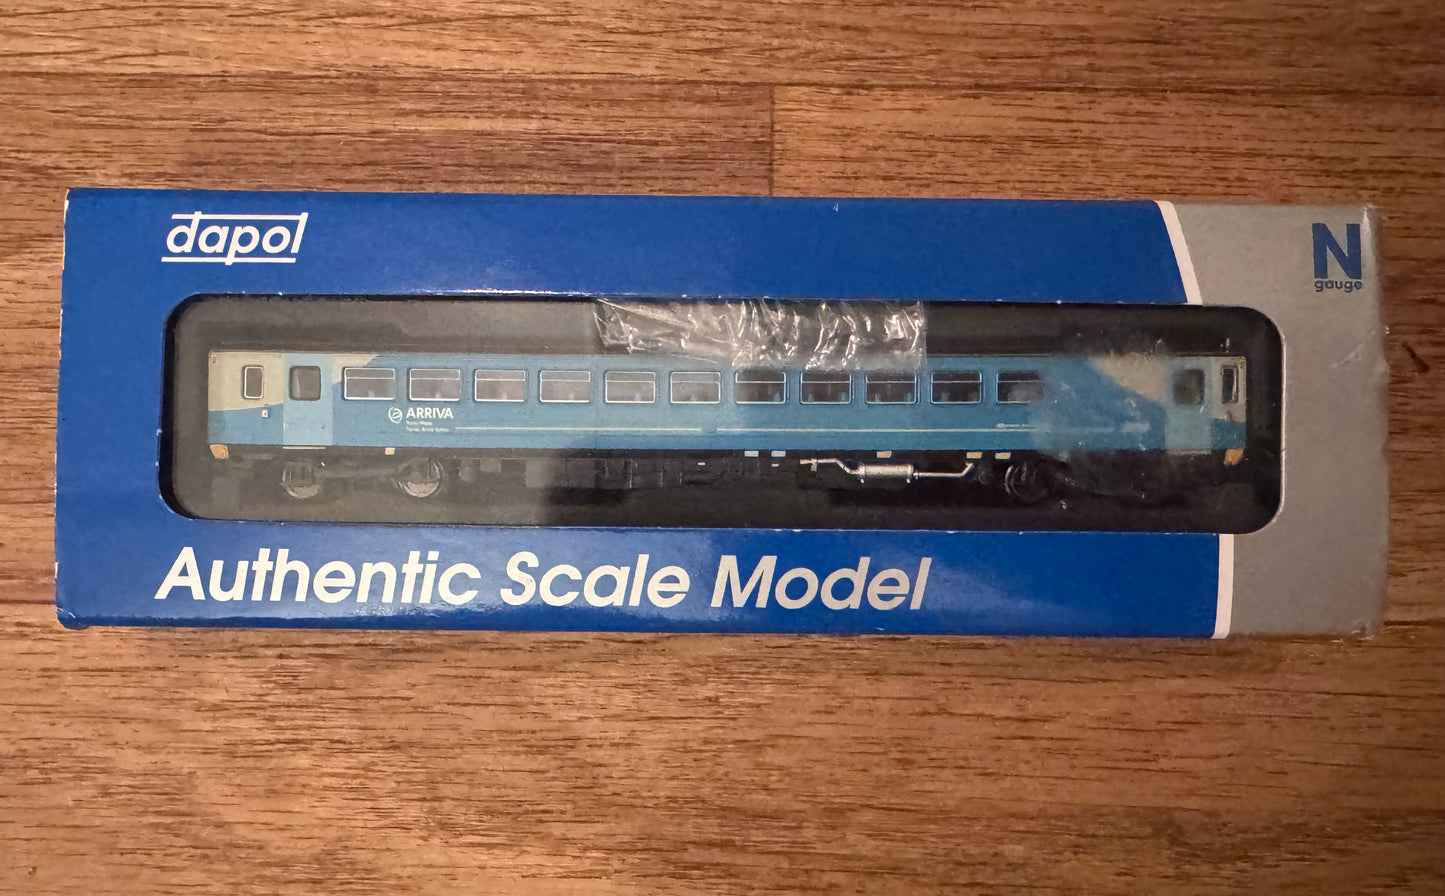 dapol
N
gauge
ARRIVA
Authentic Scale Model